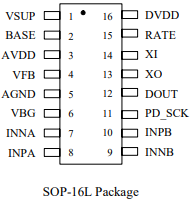 VSUP 1 16 DVDD
BASE 2 15 RATE
AVDD 3 14 XI
VFB 4 13 XO
AGND 5 12 DOUT
VBG 6 11 PD_SCK
INNA 7 10 INPB
INPA 8 9 INNB
SOP-16L Package